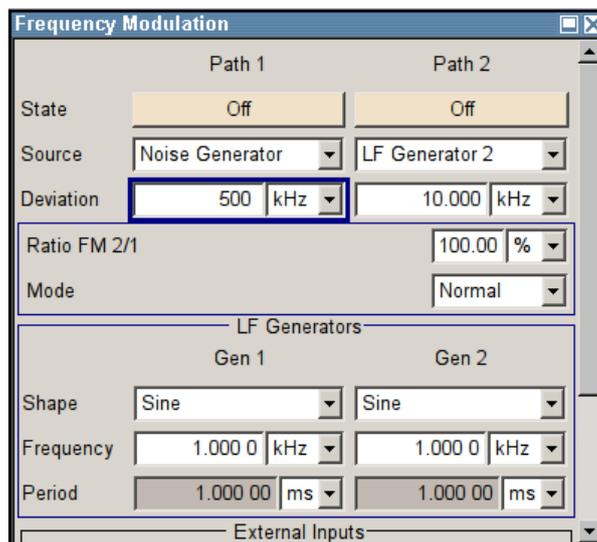 Frequency Modulation
Path 1 Path 2
State Off Off
Source Noise Generator LF Generator 2
Deviation 500 kHz 10.000 kHz
Ratio FM 2/1 100.00 %
Mode Normal
LF Generators
Gen 1 Gen 2
Shape Sine Sine
Frequency 1.000 0 kHz 1.000 0 kHz
Period 1.000 00 ms 1.000 00 ms
External Inputs